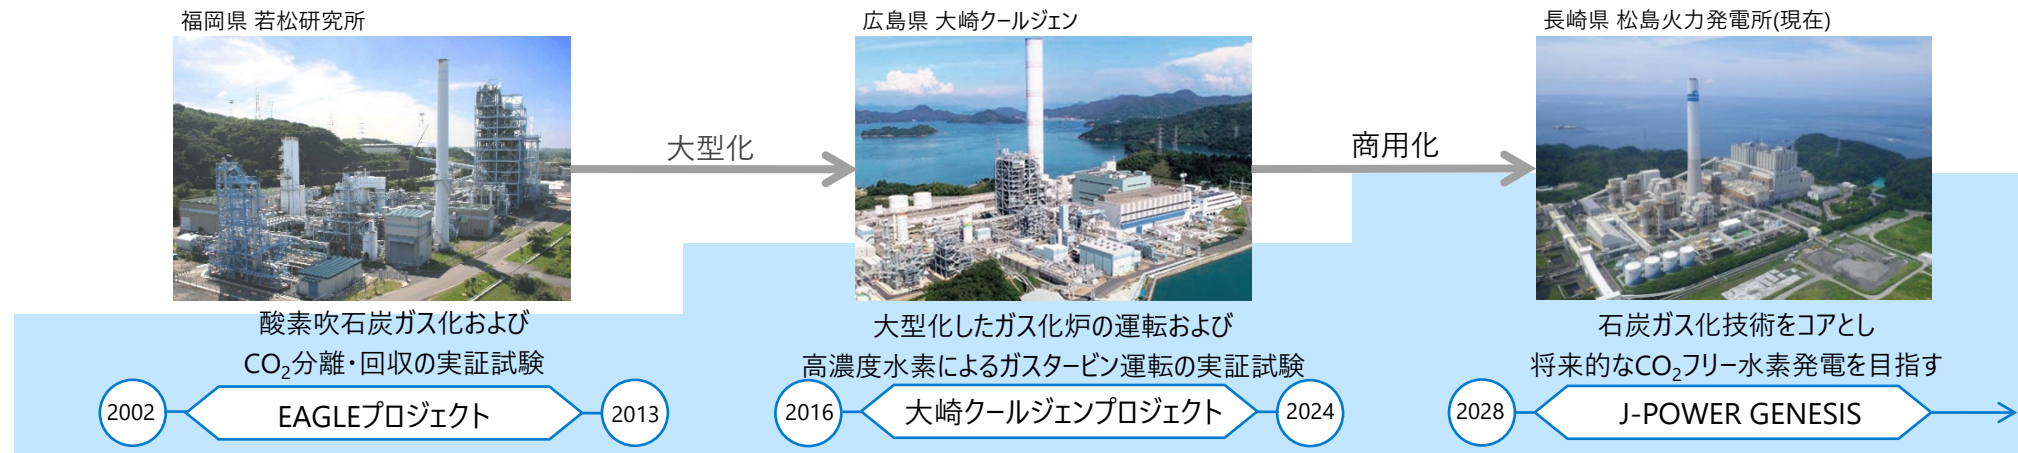 福岡県 若松研究所
広島県 大崎クールジェン
長崎県 松島火力発電所(現在)
大型化
商用化
酸素吹石炭ガス化および
CO₂分離・回収の実証試験
大型化したガス化炉の運転および
高濃度水素によるガスタービン運転の実証試験
石炭ガス化技術をコアとし
将来的なCO₂フリー水素発電を目指す
2002
EAGLEプロジェクト
2013
2016
大崎クールジェンプロジェクト
2024
2028
J-POWER GENESIS